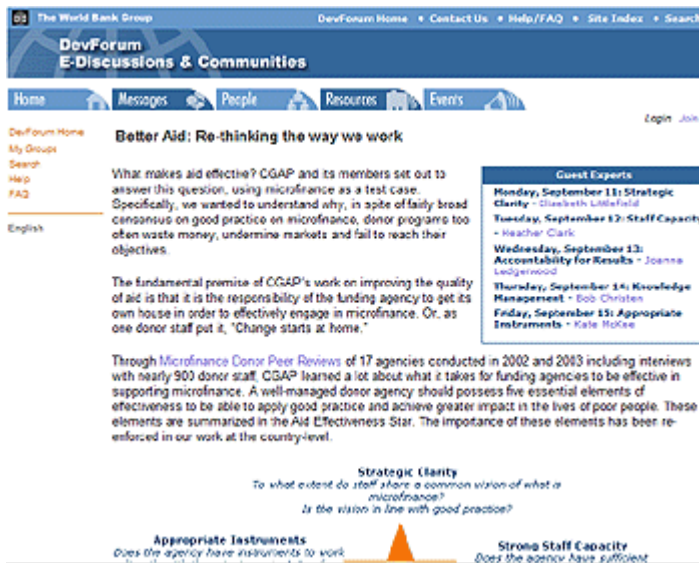 The World Bank Group
DevForum Home • Contact Us • Help/FAQ • Site Index • Search
DevForum
E-Discussions & Communities
Home Messages People Resources Events
Login Join
DevForum Home
My Groups
Search
Help
FAQ
English
Better Aid: Re-thinking the way we work
What makes aid effective? CGAP and its members set out to
answer this question, using microfinance as a test case.
Specifically, we wanted to understand why, in spite of fairly broad
consensus on good practice on microfinance, donor programs too
often waste money, undermine markets and fail to reach their
objectives.
The fundamental premise of CGAP's work on improving the quality
of aid is that it is the responsibility of the funding agency to get its
own house in order to effectively engage in microfinance. Or, as
one donor staff put it, "Change starts at home."
Guest Experts
Monday, September 11: Strategic
Clarity - Elizabeth Littlefield
Tuesday, September 12: Staff Capacity
- Heather Clark
Wednesday, September 13:
Accountability for Results - Joanna
Ledgerwood
Thursday, September 14: Knowledge
Management - Bob Christen
Friday, September 15: Appropriate
Instruments - Kate McKee
Through Microfinance Donor Peer Reviews of 17 agencies conducted in 2002 and 2003 including interviews
with nearly 900 donor staff, CGAP learned a lot about what it takes for funding agencies to be effective in
supporting microfinance. A well-managed donor agency should possess five essential elements of
effectiveness to be able to apply good practice and achieve greater impact in the lives of poor people. These
elements are summarized in the Aid Effectiveness Star. The importance of these elements has been re-
enforced in our work at the country-level.
Strategic Clarity
To what extent do staff share a common vision of what is
microfinance?
Is the vision in line with good practice?
Appropriate Instruments
Does the agency have instruments to work
Strong Staff Capacity
Does the agency have sufficient